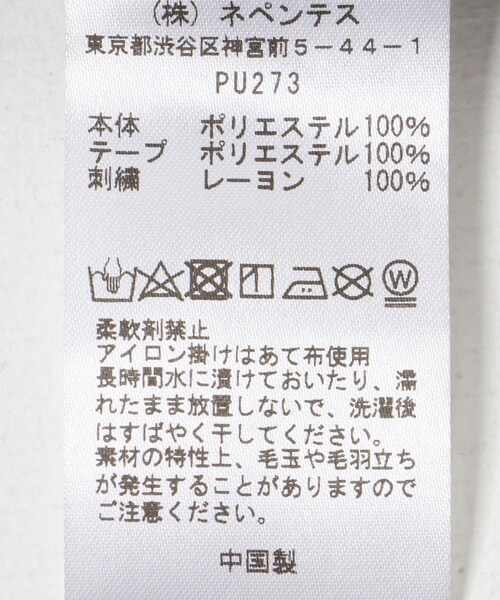 （株）ネペンテス
東京都渋谷区神宮前５－４４－１
PU273
本体 ポリエステル100%
テープ ポリエステル100%
刺繍 レーヨン 100%
W
柔軟剤禁止
アイロン掛けはあて布使用
長時間水に漬けておいたり、濡
れたまま放置しないで、洗濯後
はすばやく干してください。
素材の特性上、毛玉や毛羽立ち
が発生することがありますので
ご注意ください。
中国製